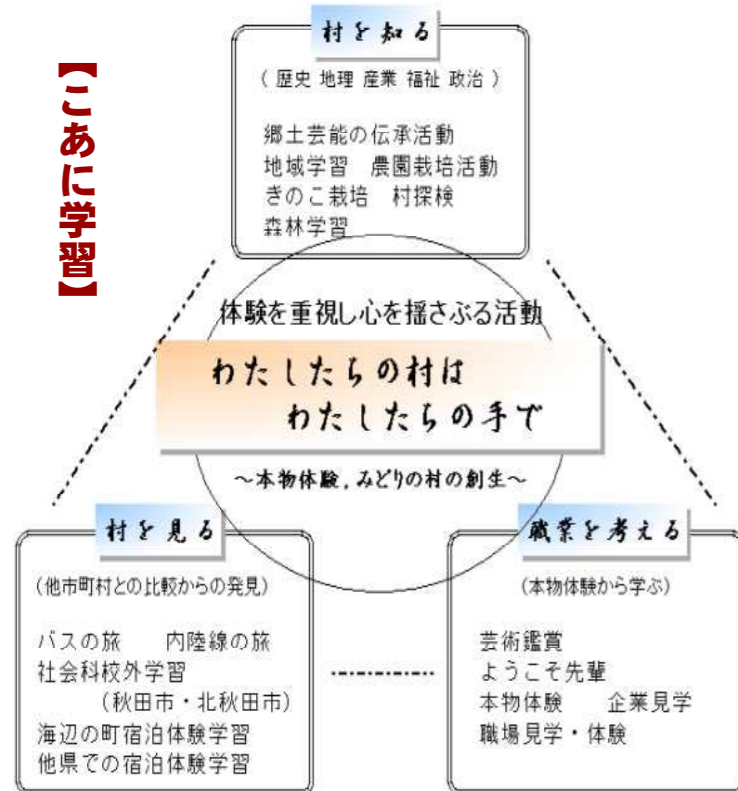 【こあに学習】
村を知る
（ 歴史 地理 産業 福祉 政治 ）
郷土芸能の伝承活動
地域学習　農園栽培活動
きのこ栽培　村探検
森林学習
体験を重視し心を揺さぶる活動
わたしたちの村は
わたしたちの手で
～本物体験，みどりの村の創生～
村を見る
（他市町村との比較からの発見）
バスの旅　　内陸線の旅
社会科校外学習
（秋田市・北秋田市）
海辺の町宿泊体験学習
他県での宿泊体験学習
職業を考える
（本物体験から学ぶ）
芸術鑑賞
ようこそ先輩
本物体験　　企業見学
職場見学・体験